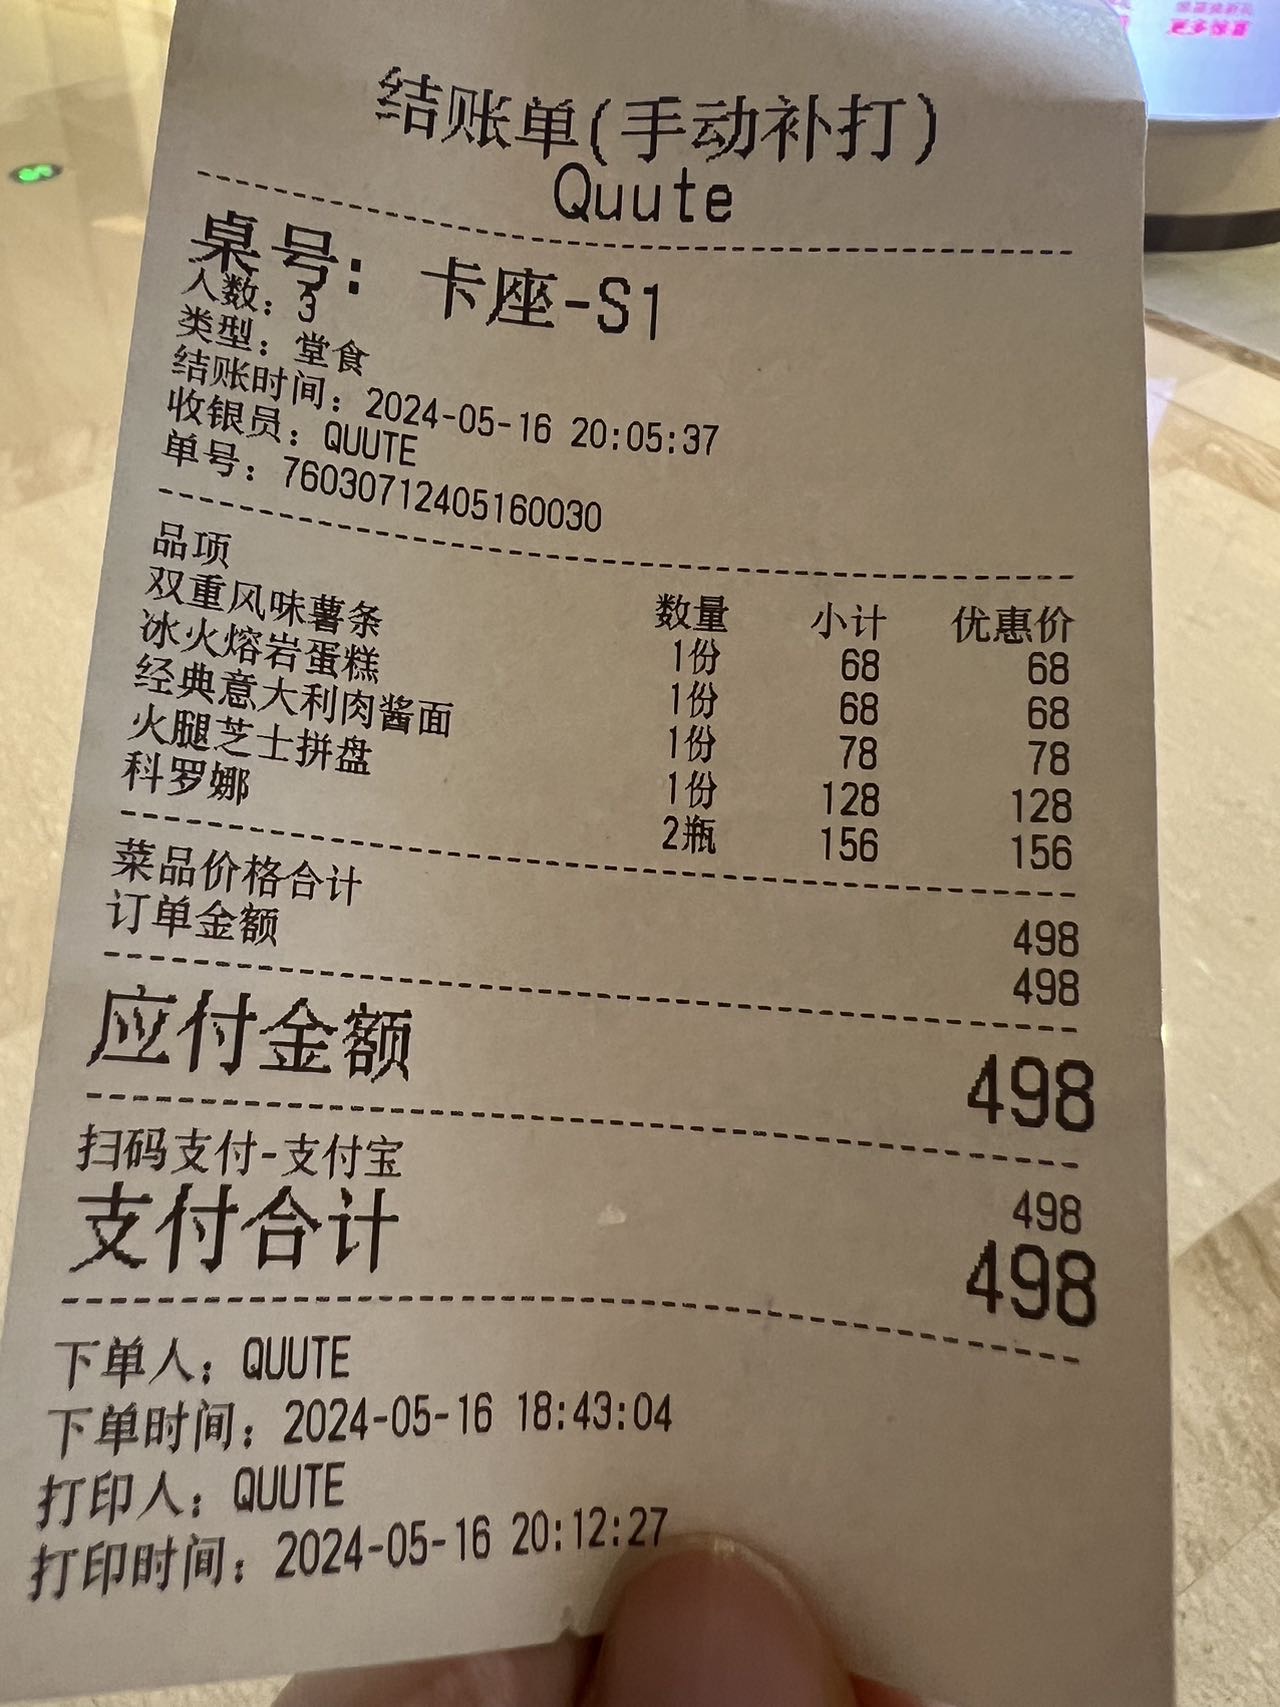 结账单(手动补打)
Quute
桌号: 卡座-S1
人数: 3
类型: 堂食
结账时间: 2024-05-16 20:05:37
收银员: QUUTE
单号: 76030712405160030
品项 数量 小计 优惠价
双重风味薯条 1份 68 68
冰火熔岩蛋糕 1份 68 68
经典意大利肉酱面 1份 78 78
火腿芝士拼盘 1份 128 128
科罗娜 2瓶 156 156
菜品价格合计 498
订单金额 498
应付金额 498
扫码支付-支付宝 498
支付合计 498
下单人: QUUTE
下单时间: 2024-05-16 18:43:04
打印人: QUUTE
打印时间: 2024-05-16 20:12:27